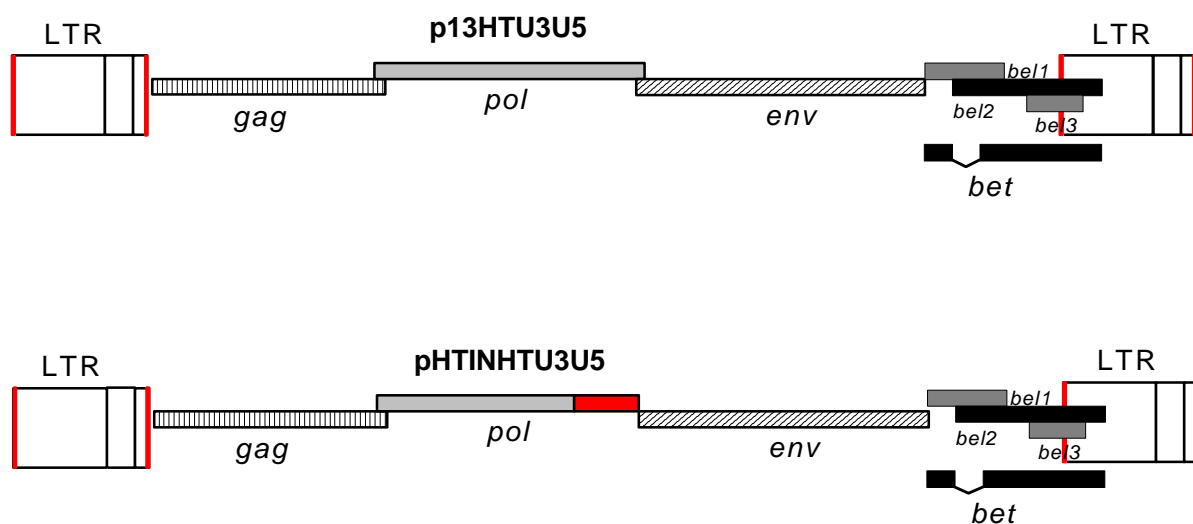 p13HTU3U5
LTR
LTR
bel1
gag
pol
env
bel2
bel3
bet
pHTINHTU3U5
LTR
LTR
bel1
gag
pol
env
bel2
bel3
bet